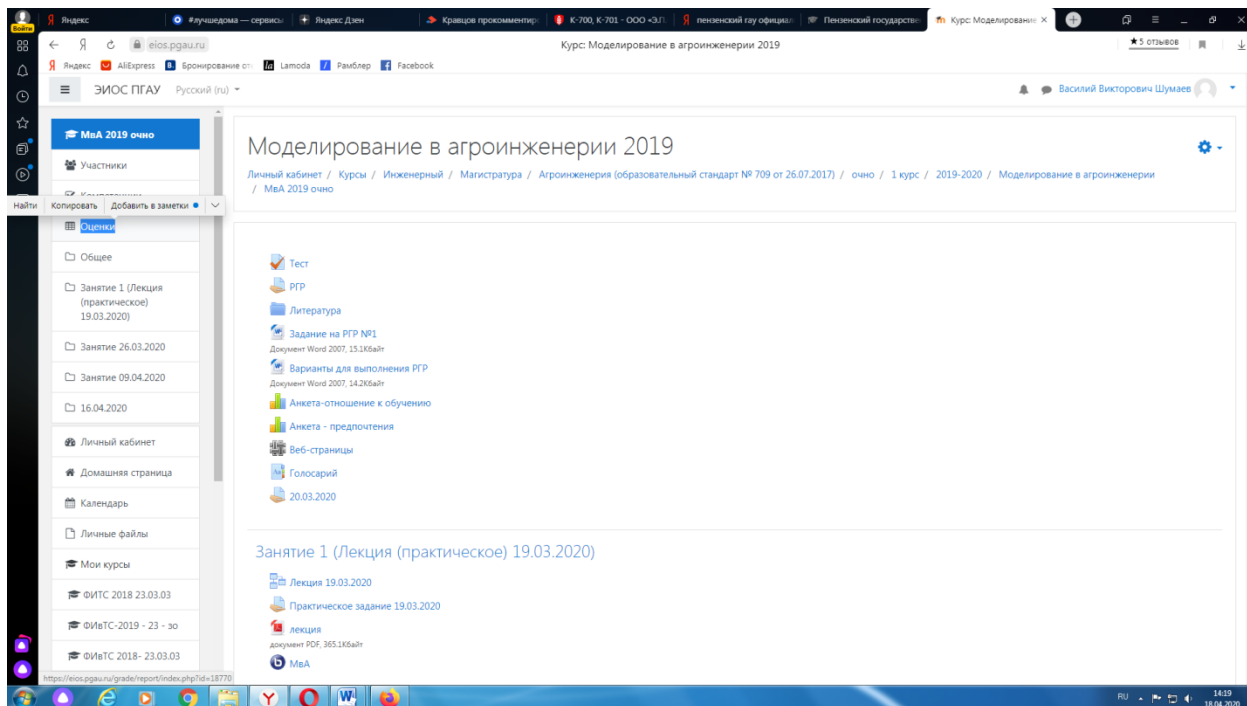 Войти
Яндекс
#лучшедома — сервисы
Яндекс Дзен
Кравцов прокомментир
К-700, К-701 - ООО «Э.Л.
пензенский гау официал
Пензенский государстве
Курс: Моделирование
eios.pgau.ru
Курс: Моделирование в агроинженерии 2019
★5 отзывов
Яндекс AliExpress Бронирование от Lamoda Рамблер Facebook
ЭИОС ПГАУ Русский (ru)
Василий Викторович Шумаев
МвА 2019 очно
Участники
Компетенции
Найти Копировать Добавить в заметки
Оценки
Общее
Занятие 1 (Лекция
(практическое)
19.03.2020)
Занятие 26.03.2020
Занятие 09.04.2020
16.04.2020
Личный кабинет
Домашняя страница
Календарь
Личные файлы
Мои курсы
ФИТС 2018 23.03.03
ФИвТС-2019 - 23 - зо
ФИвТС 2018- 23.03.03
https://eios.pgau.ru/grade/report/index.php?id=18770
Моделирование в агроинженерии 2019
Личный кабинет / Курсы / Инженерный / Магистратура / Агроинженерия (образовательный стандарт № 709 от 26.07.2017) / очно / 1 курс / 2019-2020 / Моделирование в агроинженерии
/ МвА 2019 очно
Тест
РГР
Литература
Задание на РГР №1
Документ Word 2007, 15.1Кбайт
Варианты для выполнения РГР
Документ Word 2007, 14.2Кбайт
Анкета-отношение к обучению
Анкета - предпочтения
Веб-страницы
Голосарий
20.03.2020
Занятие 1 (Лекция (практическое) 19.03.2020)
Лекция 19.03.2020
Практическое задание 19.03.2020
лекция
документ PDF, 365.1Кбайт
МвА
RU
14:19
18.04.2020